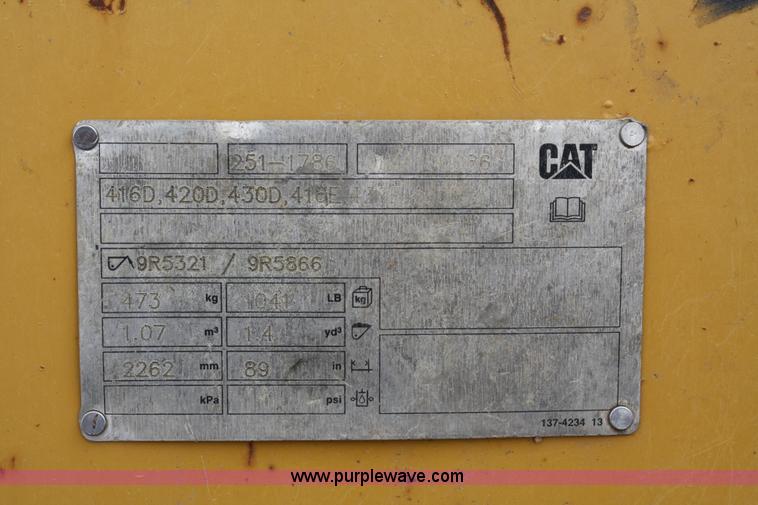 251-1786
CAT
416D,420D,430D,416E
9R5321 / 9R5866
473 kg 1041 LB kg
1.07 m³ 1.4 yd³
2262 mm 89 in
kPa psi
137-4234 13
www.purplewave.com